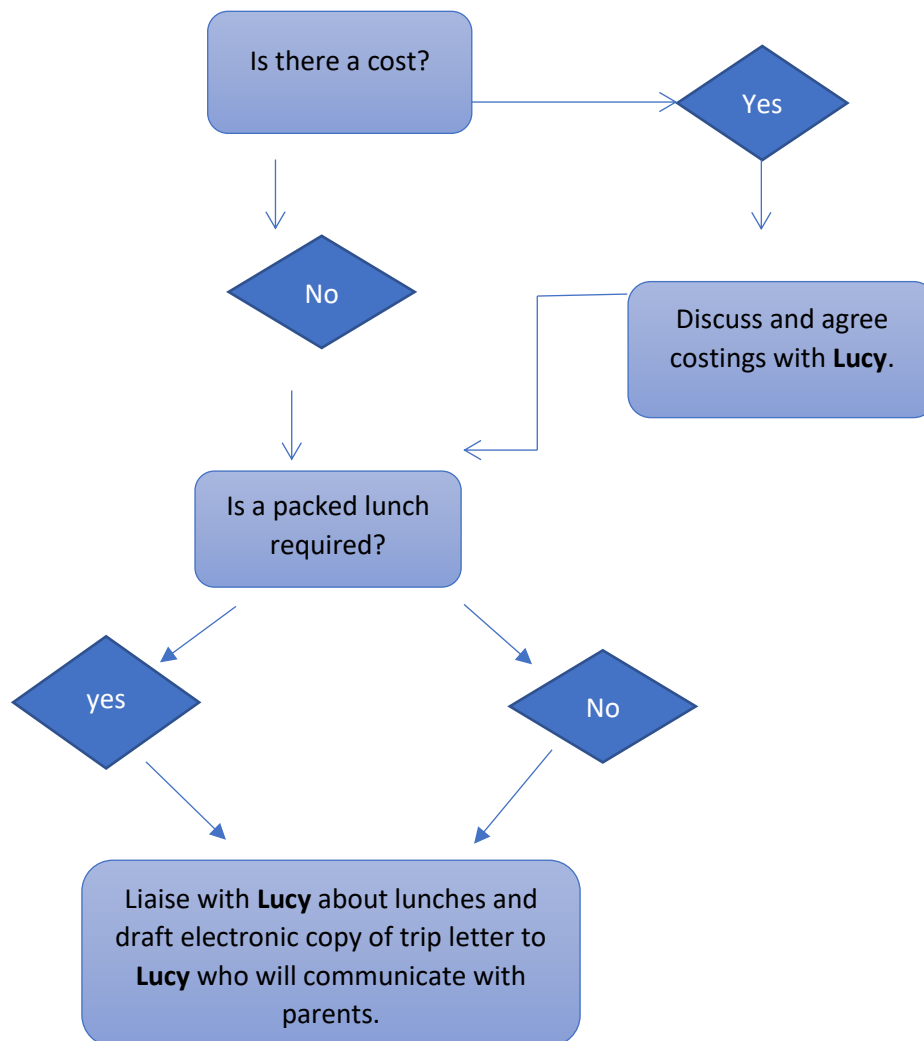 Is there a cost?
Yes
No
Discuss and agree
costings with Lucy.
Is a packed lunch
required?
yes
No
Liaise with Lucy about lunches and
draft electronic copy of trip letter to
Lucy who will communicate with
parents.